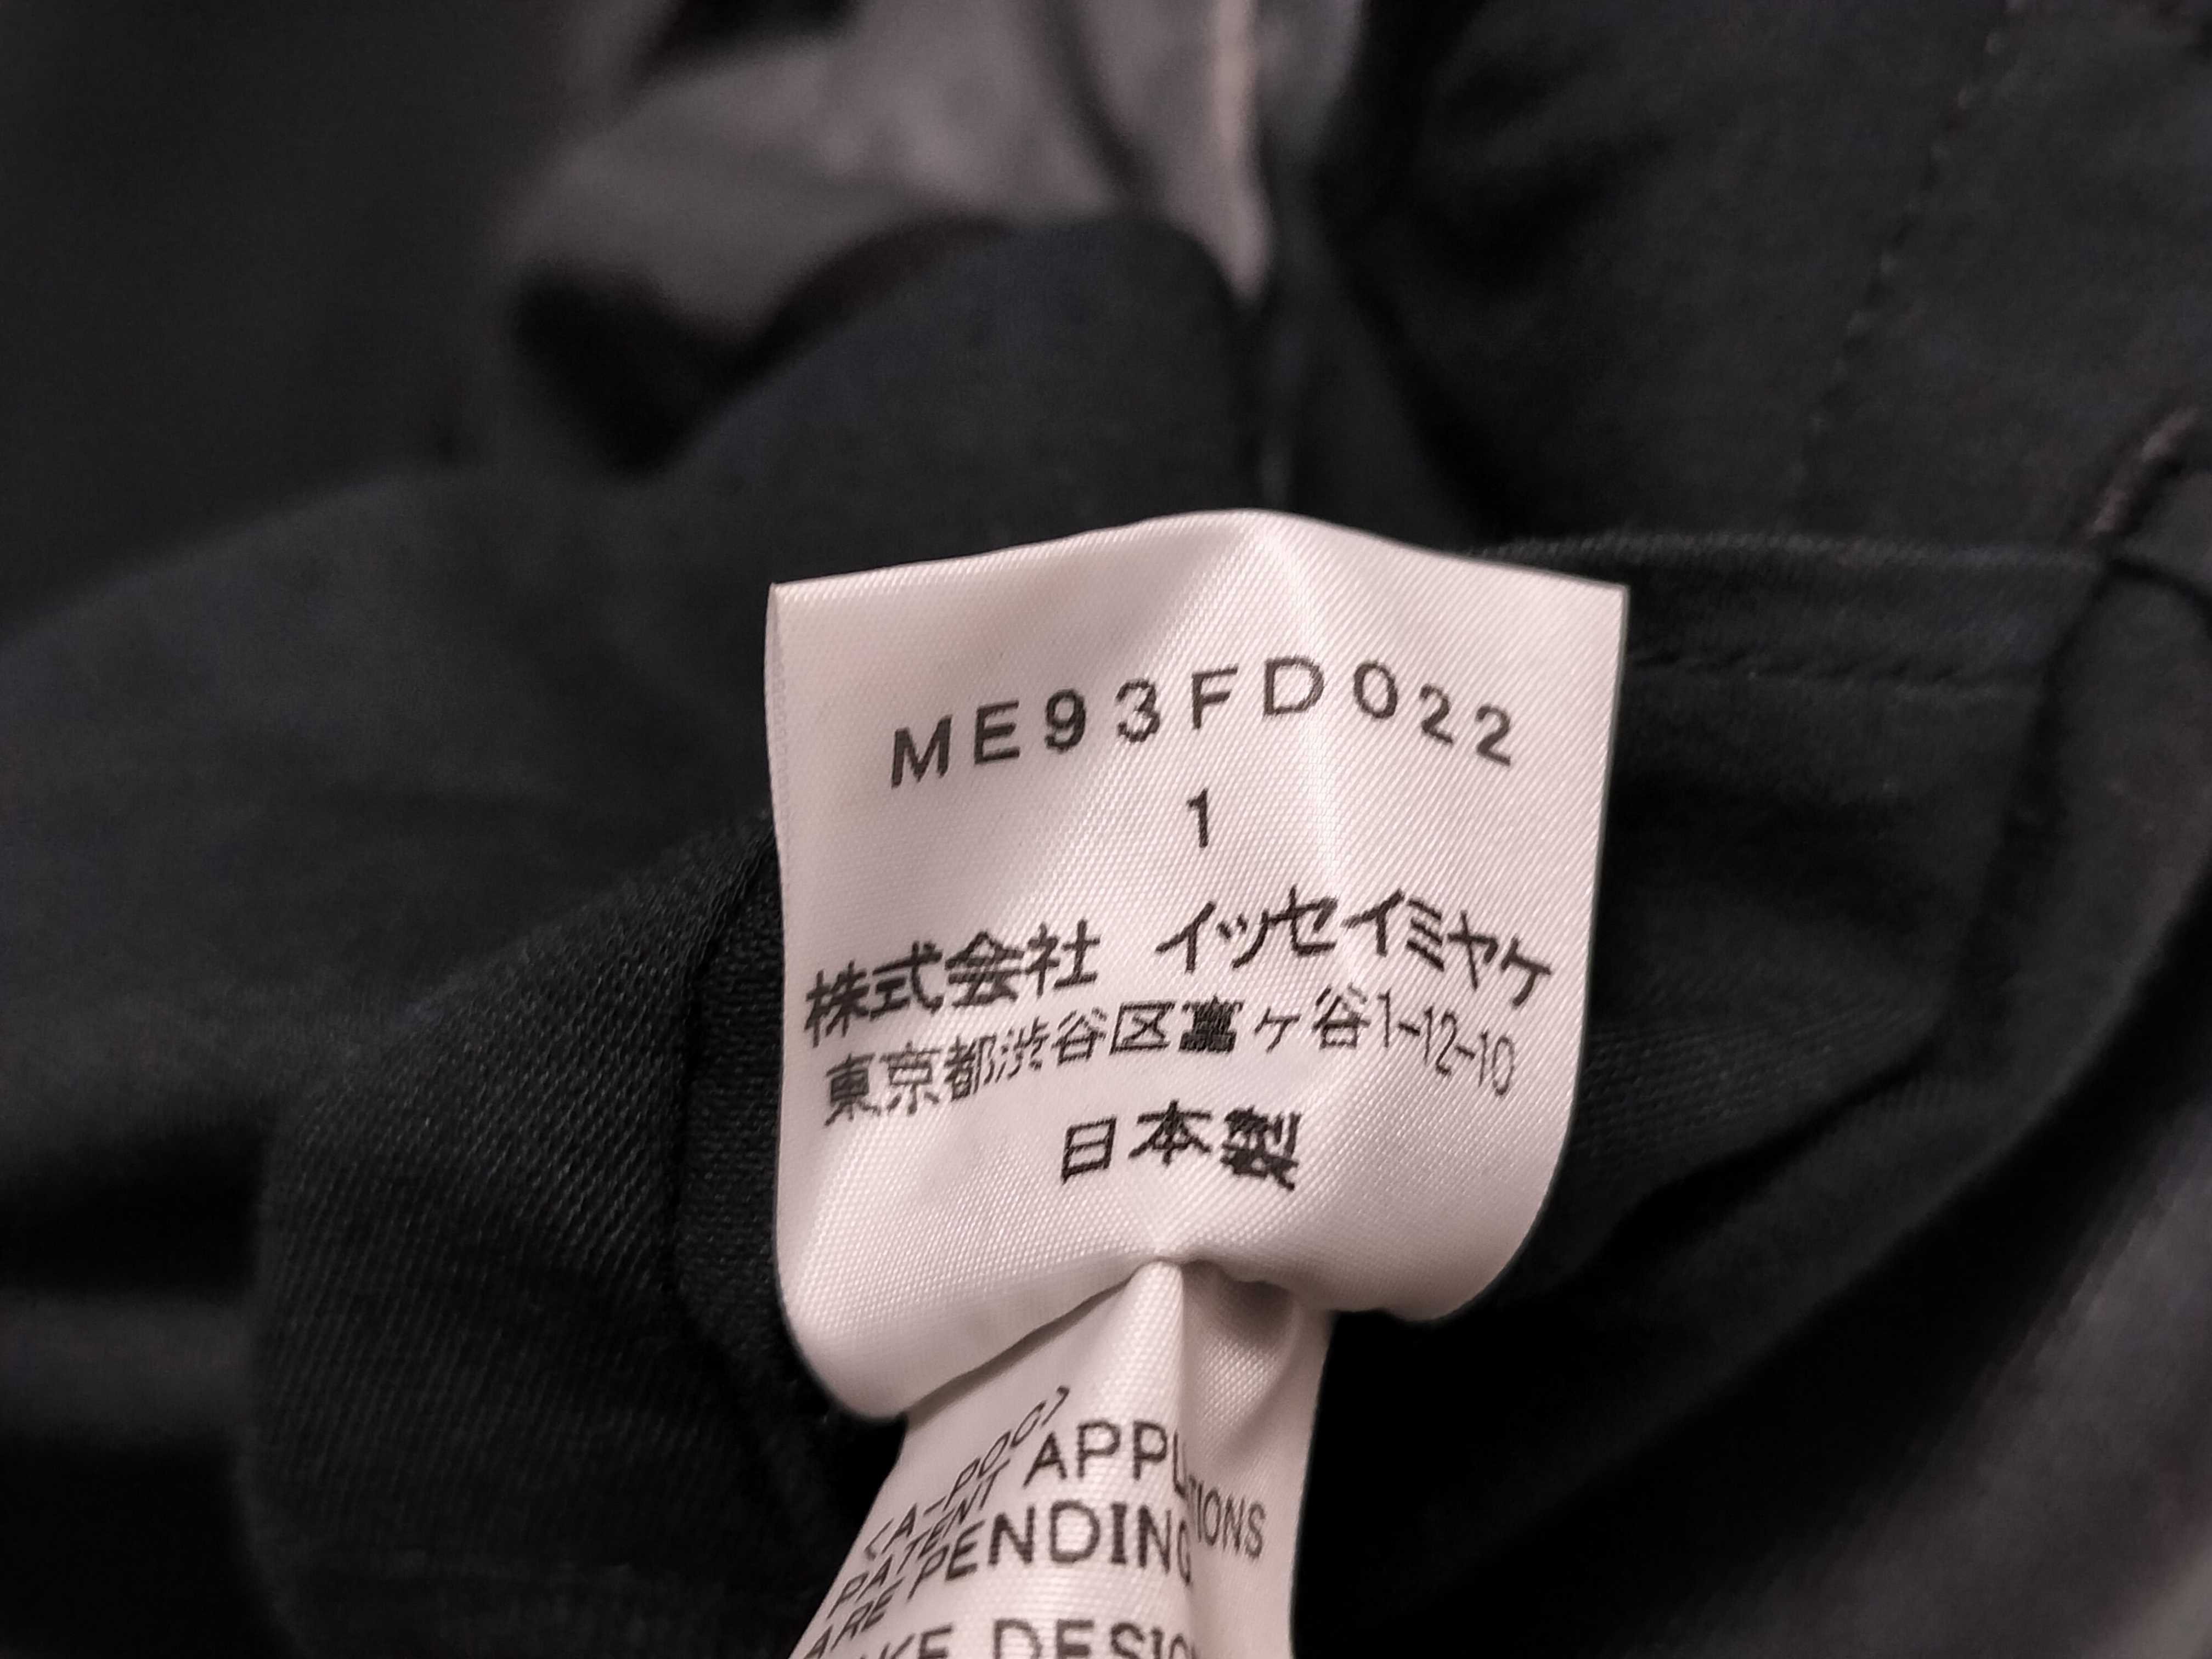 ME93FD022
1
株式会社 イッセイミヤケ
東京都渋谷区富ヶ谷1-12-10
日本製
PATENT
ARE PENDING
DESIG